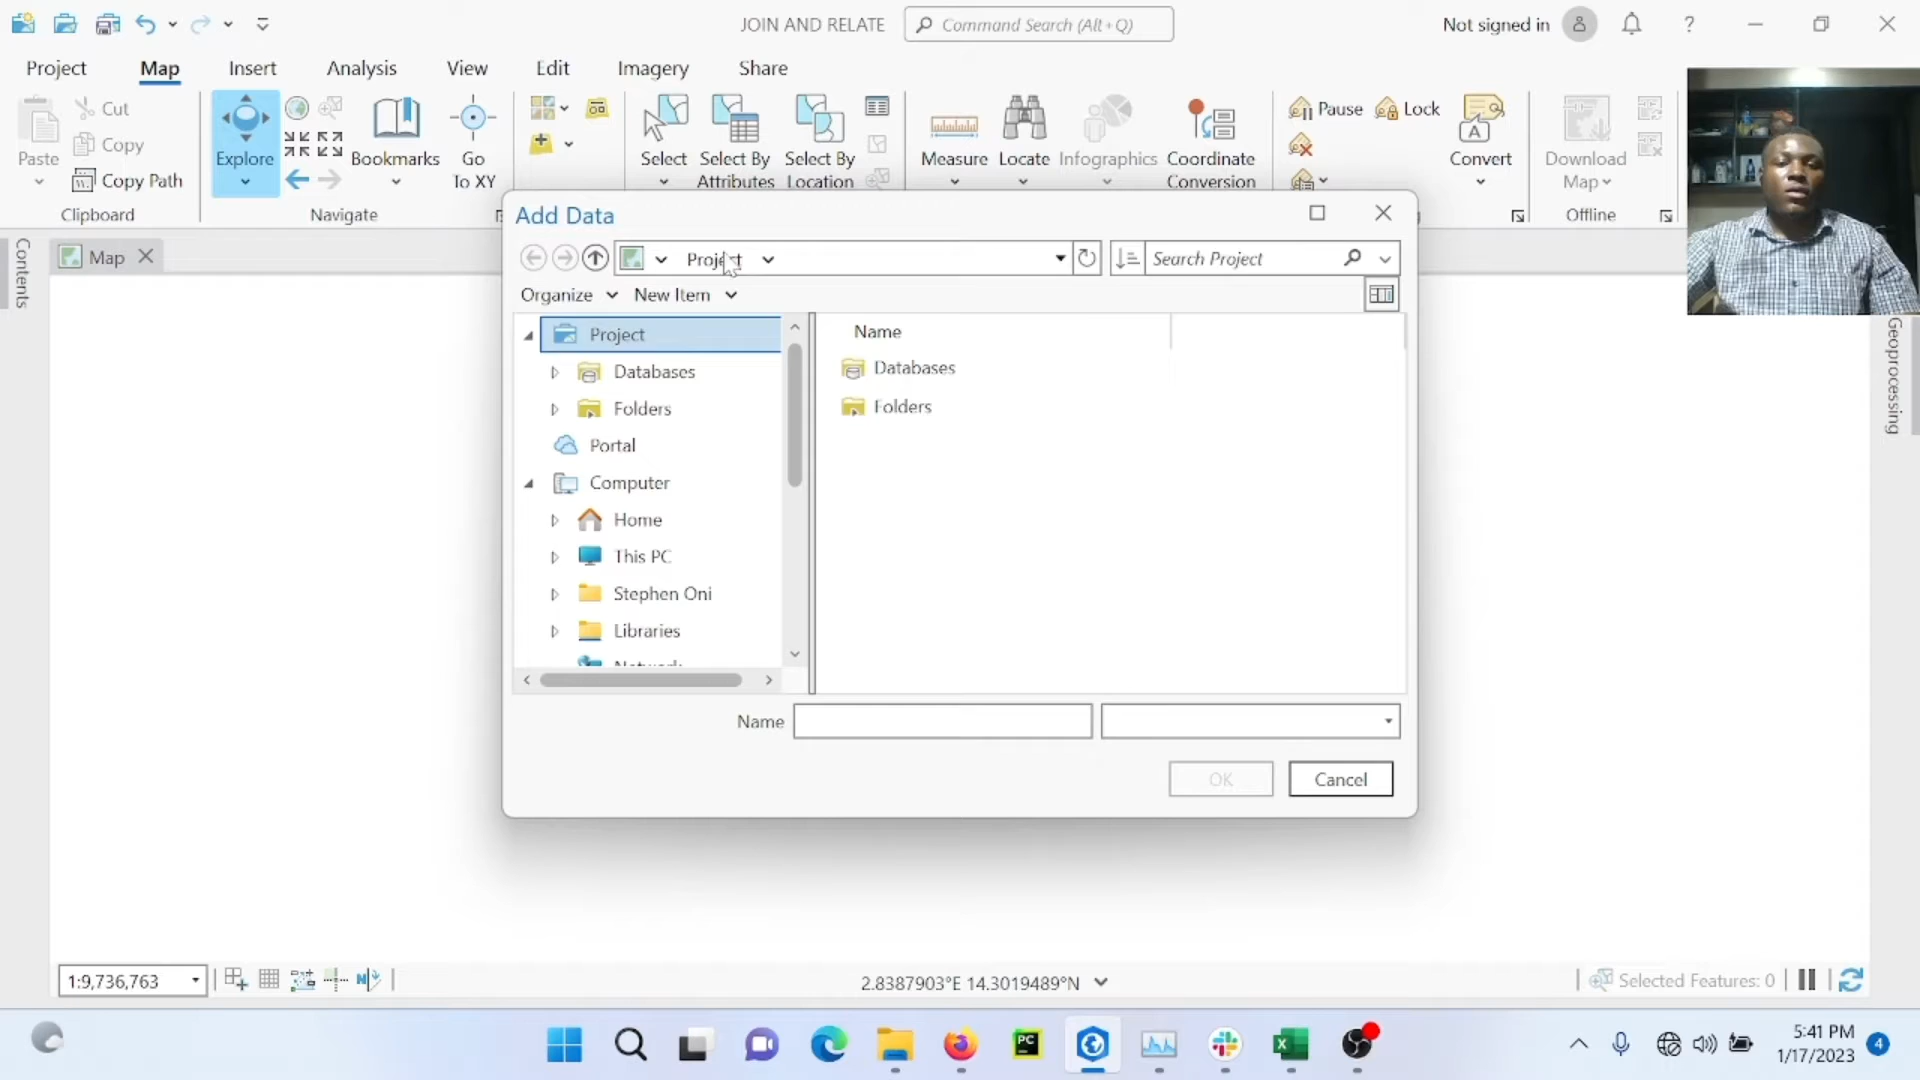 JOIN AND RELATE
Command Search (Alt+Q)
Not signed in
Project
Map
Insert
Analysis
View
Edit
Imagery
Share
Paste
Cut
Copy
Copy Path
Clipboard
Explore
Bookmarks
Go To XY
Navigate
Select
Select By Attributes
Select By Location
Measure
Locate
Infographics
Coordinate Conversion
Pause
Lock
Convert
Download Map
Offline
Contents
Map
Add Data
Project
Search Project
Organize
New Item
Project
Databases
Folders
Portal
Computer
Home
This PC
Stephen Oni
Libraries
Name
Databases
Folders
Name
OK
Cancel
Geoprocessing
1:9,736,763
2.8387903°E 14.3019489°N
Selected Features: 0
PC
5:41 PM
1/17/2023
4